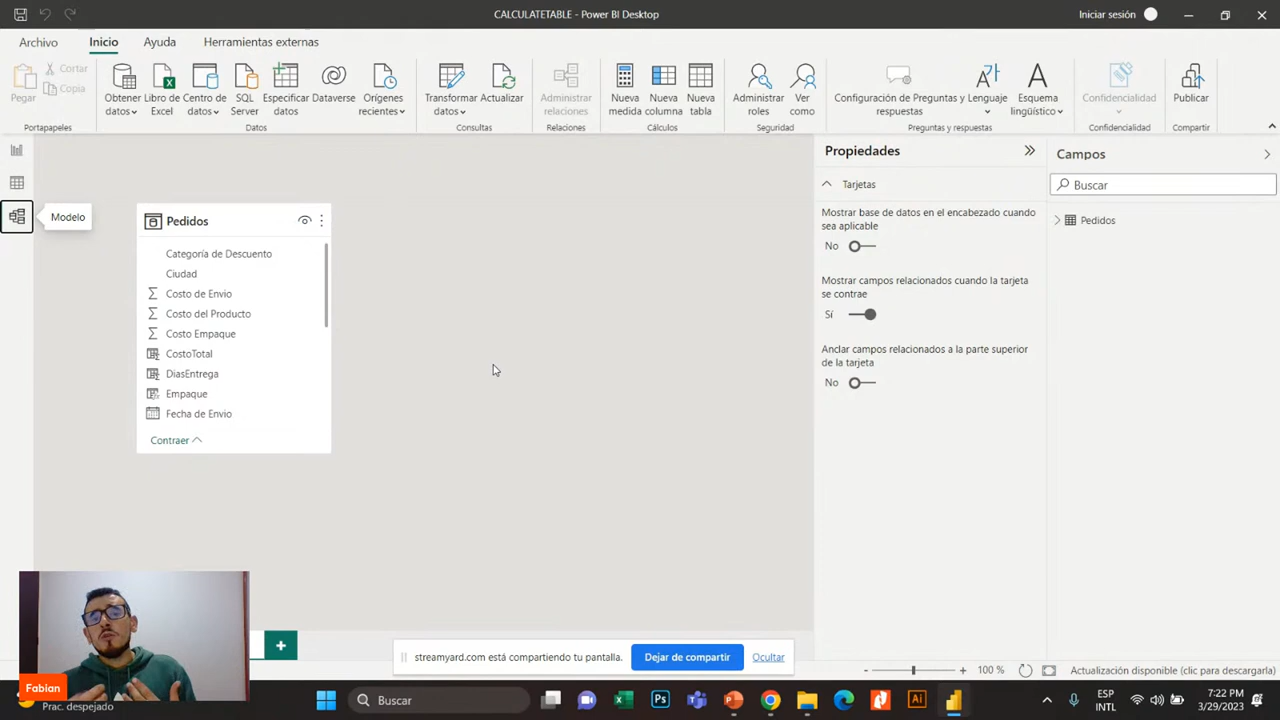 CALCULATETABLE - Power BI Desktop
Iniciar sesión
Archivo
Inicio
Ayuda
Herramientas externas
Pegar
Cortar
Copia
Obtener datos
Libro de Excel
Centro de datos
SQL Server
Especificar datos
Dataverse
Orígenes recientes
Transformar datos
Actualizar
Administrar relaciones
Nueva medida
Nueva columna
Nueva tabla
Administrar roles
Ver como
Configuración de Preguntas y respuestas
Lenguaje
Esquema lingüístico
Confidencialidad
Publicar
Portapapeles
Datos
Consultas
Relaciones
Cálculos
Seguridad
Preguntas y respuestas
Confidencialidad
Compartir
Modelo
Pedidos
Categoría de Descuento
Ciudad
Costo de Envio
Costo del Producto
Costo Empaque
CostoTotal
DiasEntrega
Empaque
Fecha de Envio
Contraer
Propiedades
Tarjetas
Mostrar base de datos en el encabezado cuando
sea aplicable
No
Mostrar campos relacionados cuando la tarjeta
se contrae
Sí
Anclar campos relacionados a la parte superior
de la tarjeta
No
Campos
Buscar
Pedidos
Fabian
streamyard.com está compartiendo tu pantalla.
Dejar de compartir
Ocultar
100 %
Actualización disponible (clic para descargarla)
Prac. despejado
Buscar
ESP
INTL
7:22 PM
3/29/2023